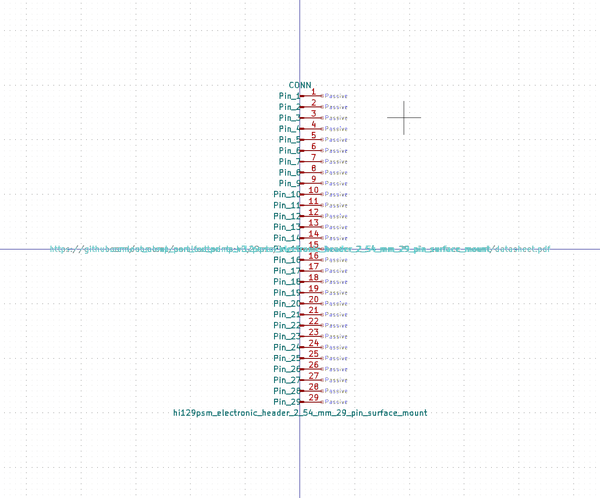 CONN
Pin_1 1 Passive
Pin_2 2 Passive
Pin_3 3 Passive
Pin_4 4 Passive
Pin_5 5 Passive
Pin_6 6 Passive
Pin_7 7 Passive
Pin_8 8 Passive
Pin_9 9 Passive
Pin_10 10 Passive
Pin_11 11 Passive
Pin_12 12 Passive
Pin_13 13 Passive
Pin_14 14 Passive
15
Pin_16 16 Passive
Pin_17 17 Passive
Pin_18 18 Passive
Pin_19 19 Passive
Pin_20 20 Passive
Pin_21 21 Passive
Pin_22 22 Passive
Pin_23 23 Passive
Pin_24 24 Passive
Pin_25 25 Passive
Pin_26 26 Passive
Pin_27 27 Passive
Pin_28 28 Passive
Pin_29 29 Passive
hi129psm_electronic_header_2_54_mm_29_pin_surface_mount